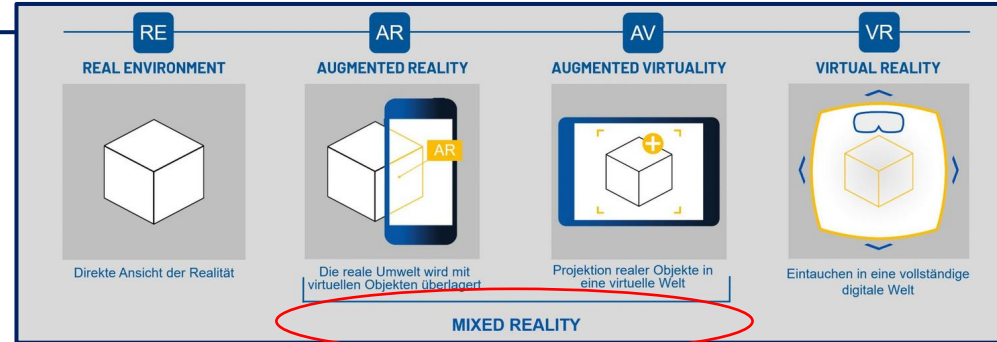 RE
AR
AV
VR
REAL ENVIRONMENT
AUGMENTED REALITY
AUGMENTED VIRTUALITY
VIRTUAL REALITY
AR
Direkte Ansicht der Realität
Die reale Umwelt wird mit
virtuellen Objekten überlagert
Projektion realer Objekte in
eine virtuelle Welt
Eintauchen in eine vollständige
digitale Welt
MIXED REALITY